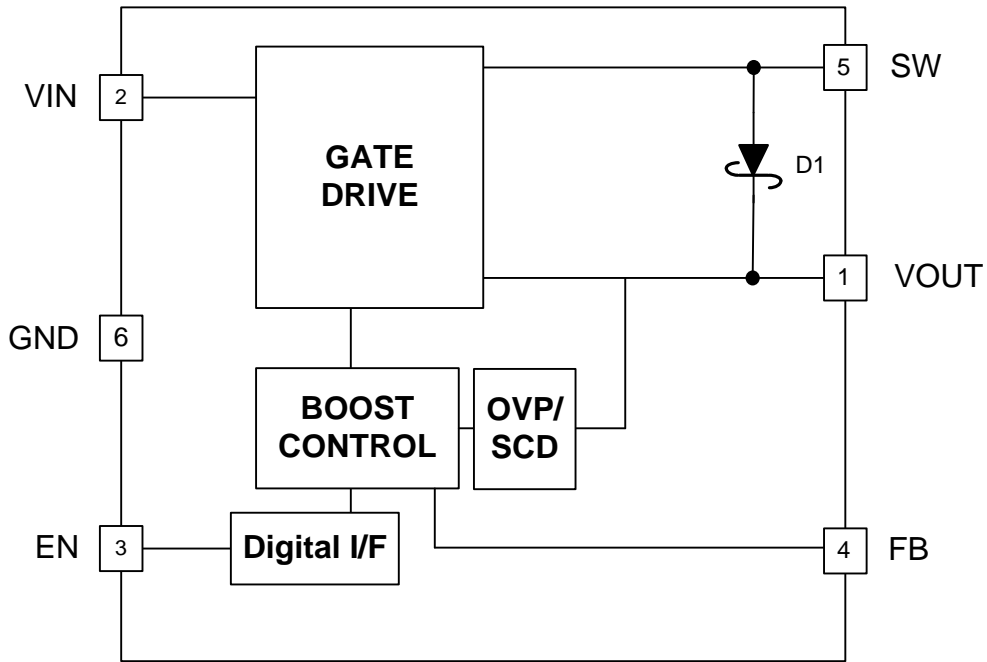 SW
5
VIN
2
GATE
DRIVE
D1
1
VOUT
GND
6
BOOST
CONTROL
OVP/
SCD
EN
3
Digital I/F
4
FB